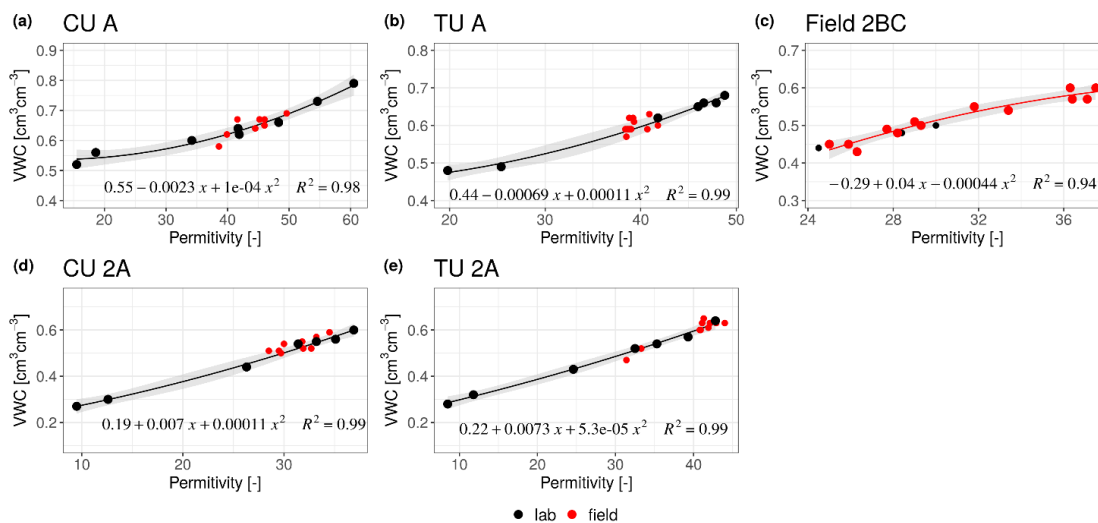 (a) CU A
VWC [cm³cm⁻³]
0.9
0.8
0.7
0.6
0.5
0.4
0.55 − 0.0023 x + 1e−04 x² R² = 0.98
20 30 40 50 60
Permitivity [-]
(b) TU A
VWC [cm³cm⁻³]
0.8
0.7
0.6
0.5
0.4
0.44 − 0.00069 x + 0.00011 x² R² = 0.99
20 30 40 50
Permitivity [-]
(c) Field 2BC
VWC [cm³cm⁻³]
0.7
0.6
0.5
0.4
0.3
−0.29 + 0.04 x − 0.00044 x² R² = 0.94
24 28 32 36
Permitivity [-]
(d) CU 2A
VWC [cm³cm⁻³]
0.6
0.4
0.2
0.19 + 0.007 x + 0.00011 x² R² = 0.99
10 20 30
Permitivity [-]
(e) TU 2A
VWC [cm³cm⁻³]
0.6
0.4
0.2
0.22 + 0.0073 x + 5.3e-05 x² R² = 0.99
10 20 30 40
Permitivity [-]
lab field